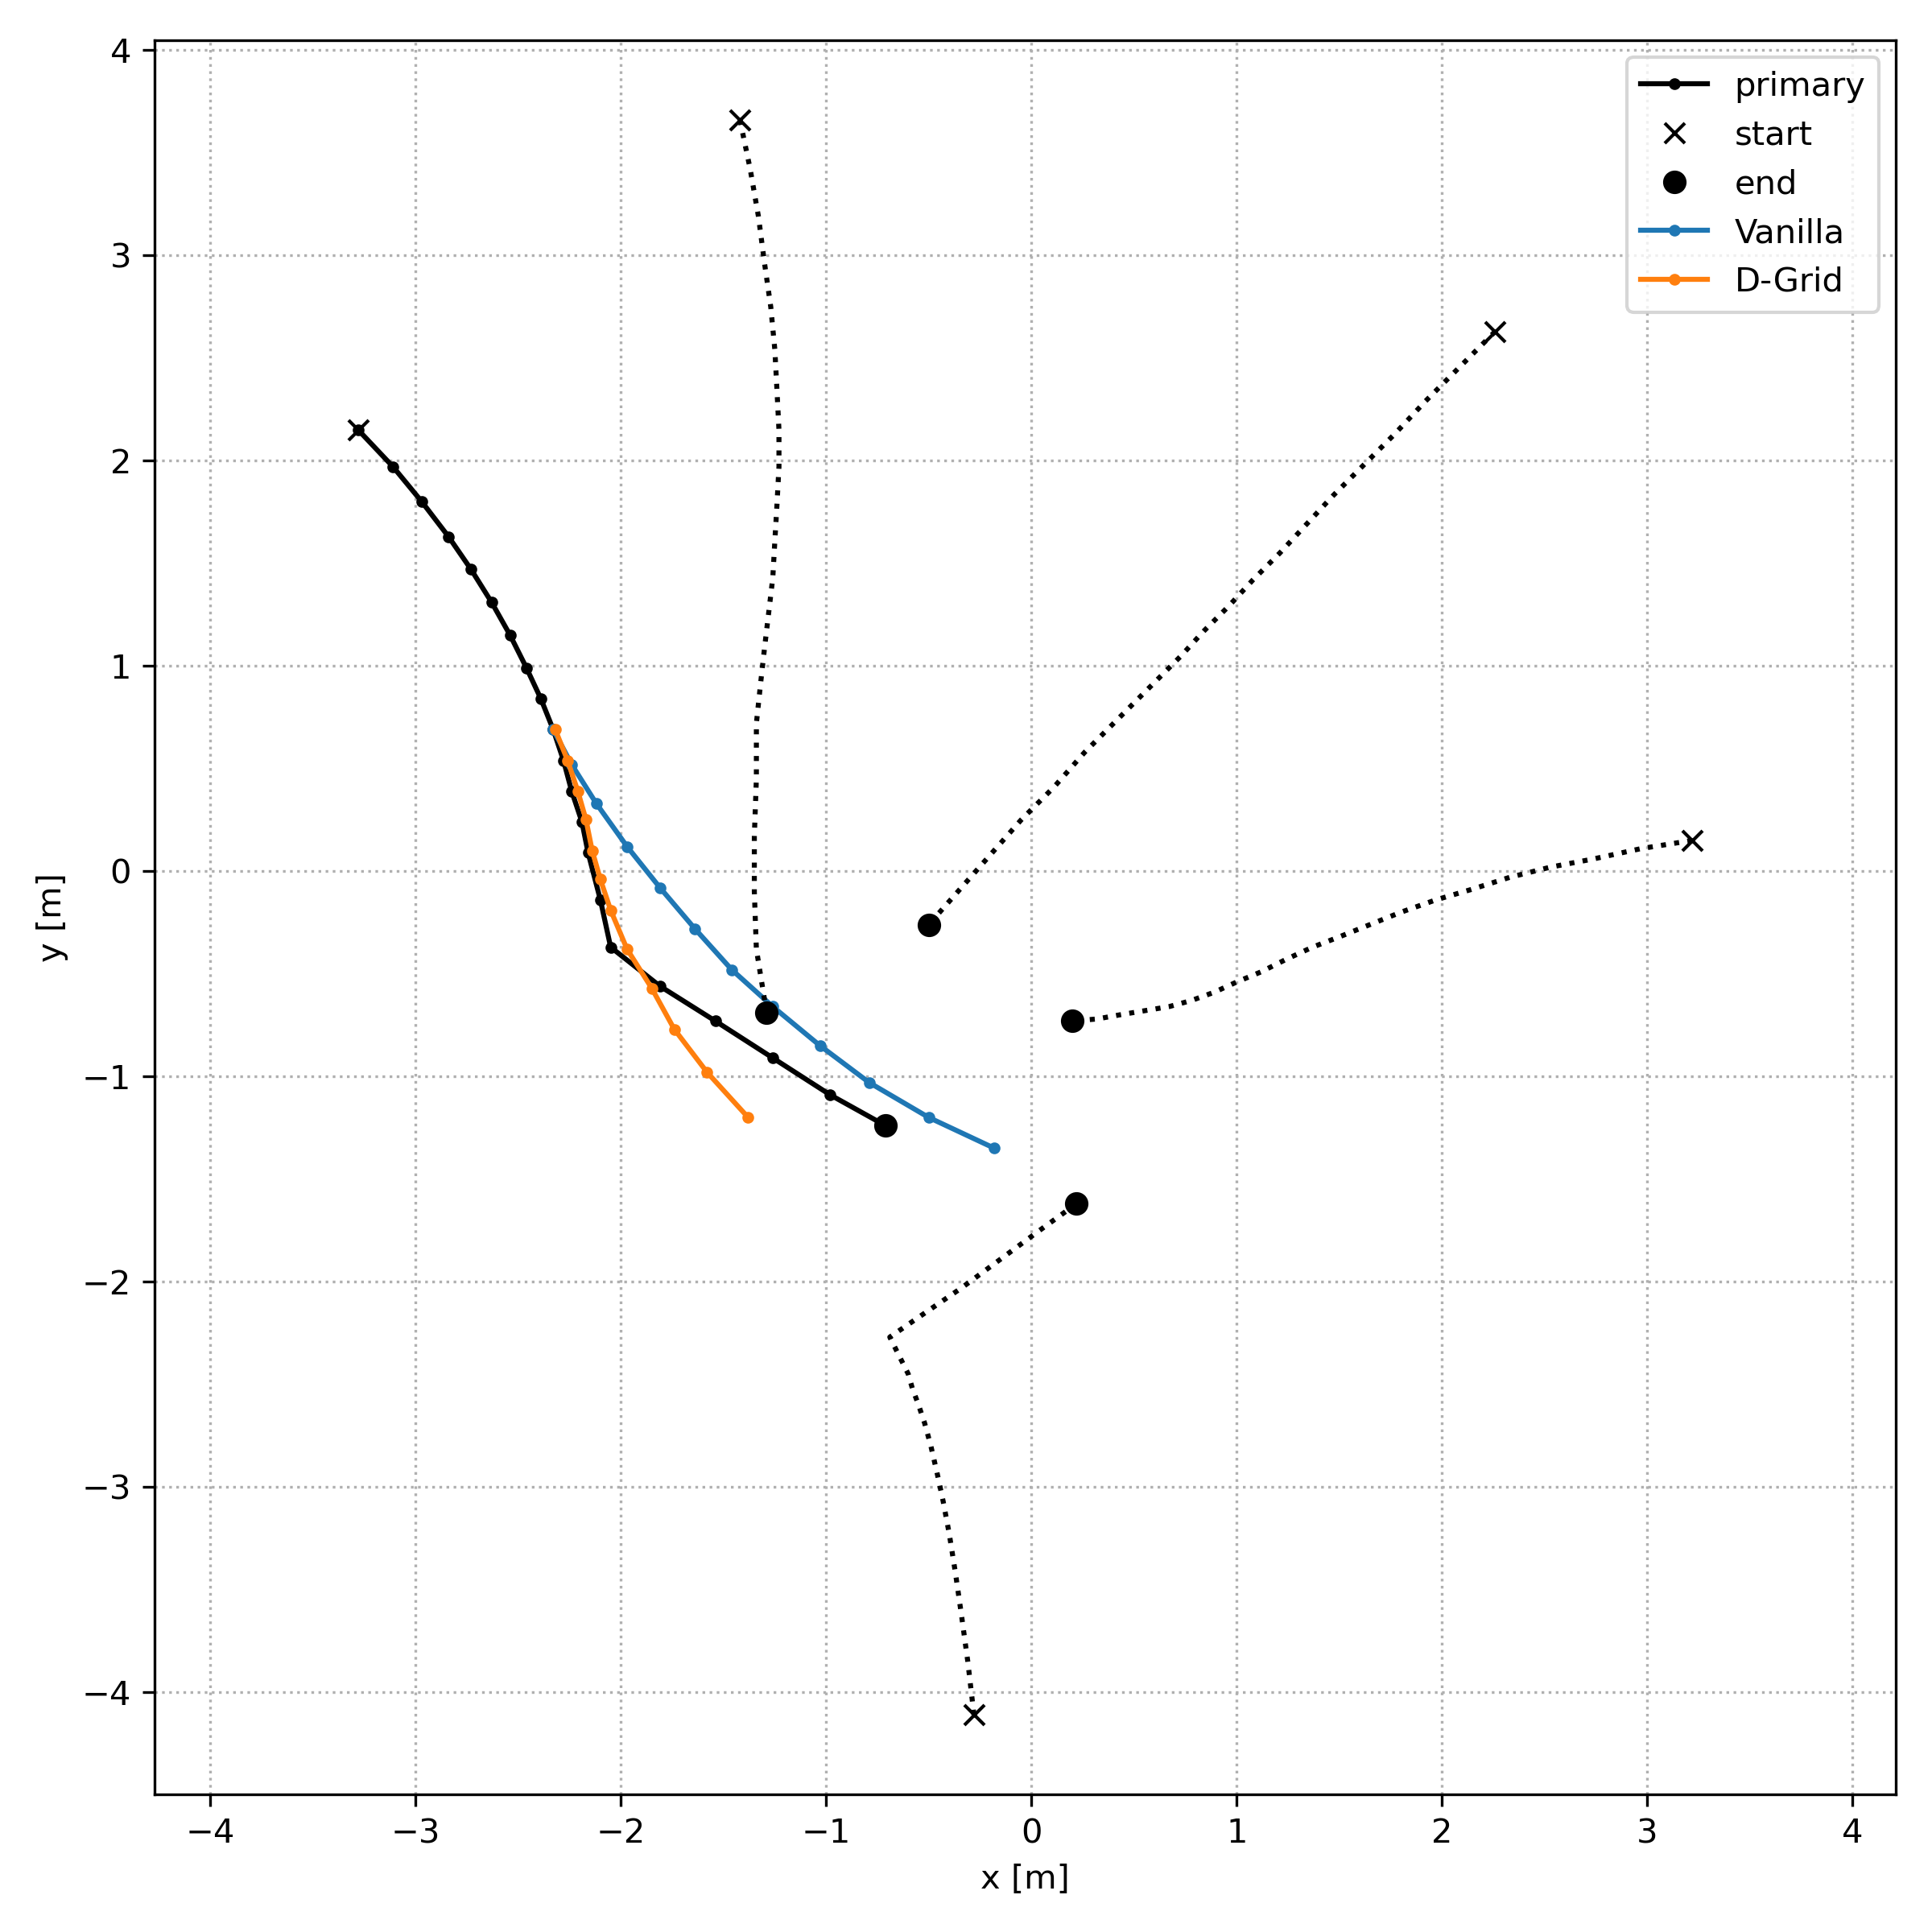 4
3
2
1
0
−1
−2
−3
−4
y [m]
−4 −3 −2 −1 0 1 2 3 4
x [m]
primary
start
end
Vanilla
D-Grid